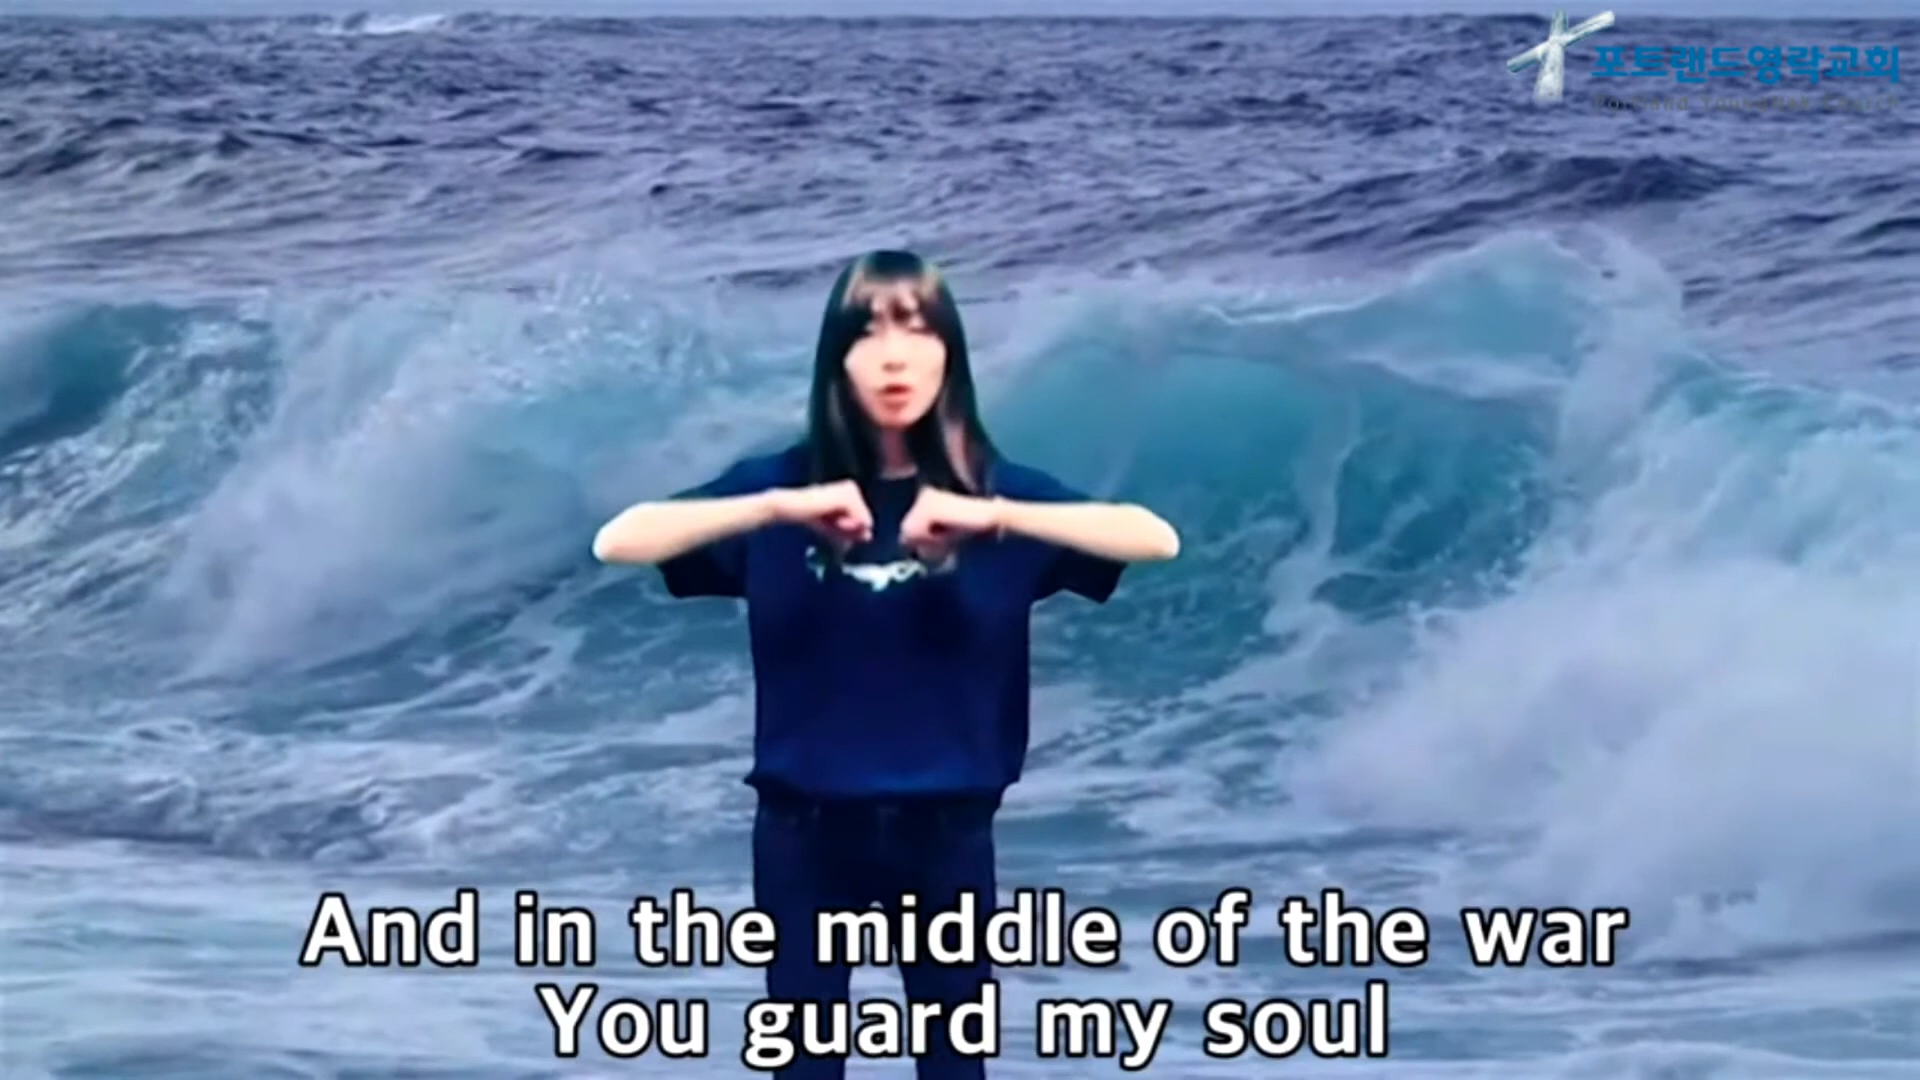 포트랜드영락교회
And in the middle of the war
You guard my soul